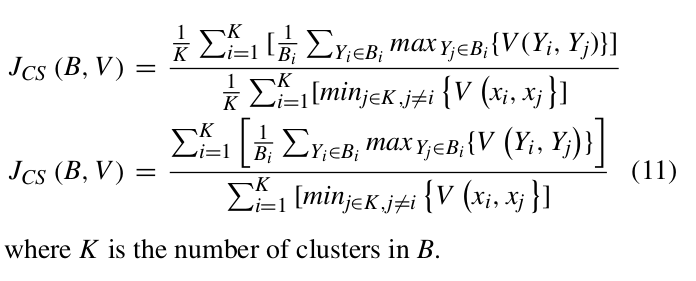 J_{CS} (B, V) = \frac{\frac{1}{K} \sum_{i=1}^{K} [\frac{1}{B_i} \sum_{Y_i \in B_i} max_{Y_j \in B_i} \{V(Y_i, Y_j)\}]}{\frac{1}{K} \sum_{i=1}^{K} [min_{j \in K, j \neq i} \{V (x_i, x_j\}]}
J_{CS} (B, V) = \frac{\sum_{i=1}^{K} [\frac{1}{B_i} \sum_{Y_i \in B_i} max_{Y_j \in B_i} \{V (Y_i, Y_j)\}]}{\sum_{i=1}^{K} [min_{j \in K, j \neq i} \{V (x_i, x_j\}]} (11)
where K is the number of clusters in B.